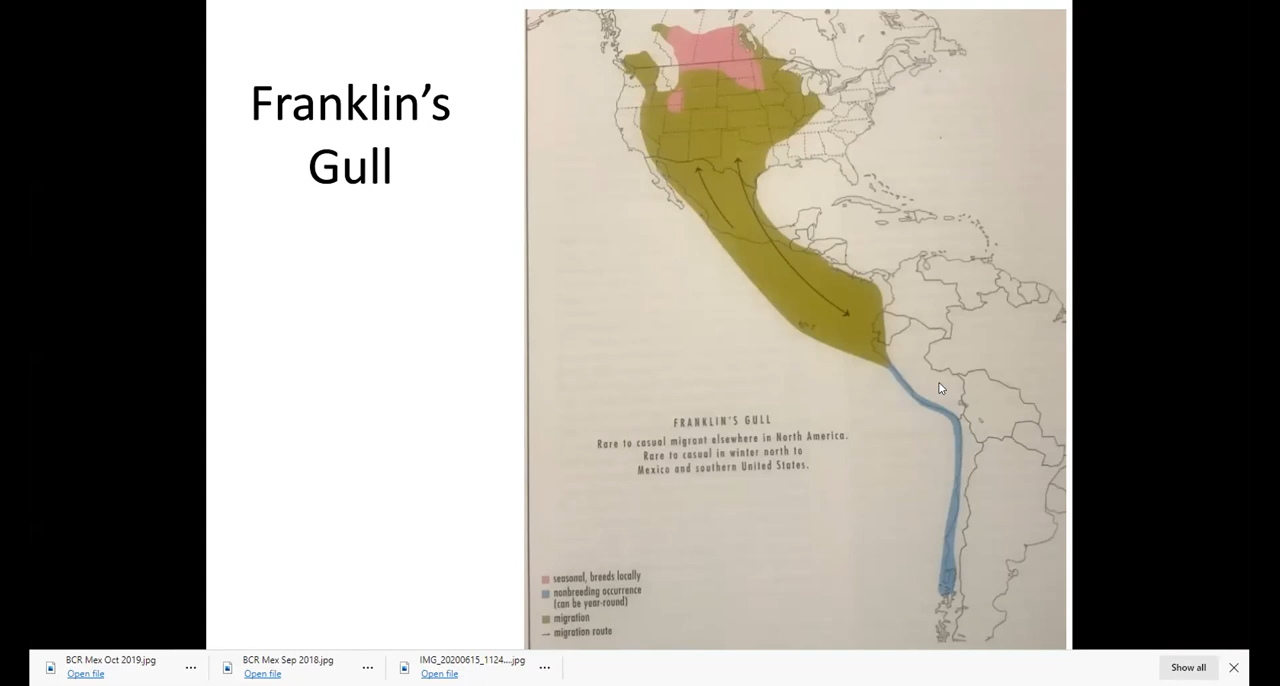 Franklin's
Gull
FRANKLIN'S GULL
Rare to casual migrant elsewhere in North America.
Rare to casual in winter north to
Mexico and southern United States.
seasonal, breeds locally
nonbreeding occurrence
(can be year-round)
migration
migration route
BCR Mex Oct 2019.jpg
Open file
BCR Mex Sep 2018.jpg
Open file
IMG_20200615_1124....jpg
Open file
Show all